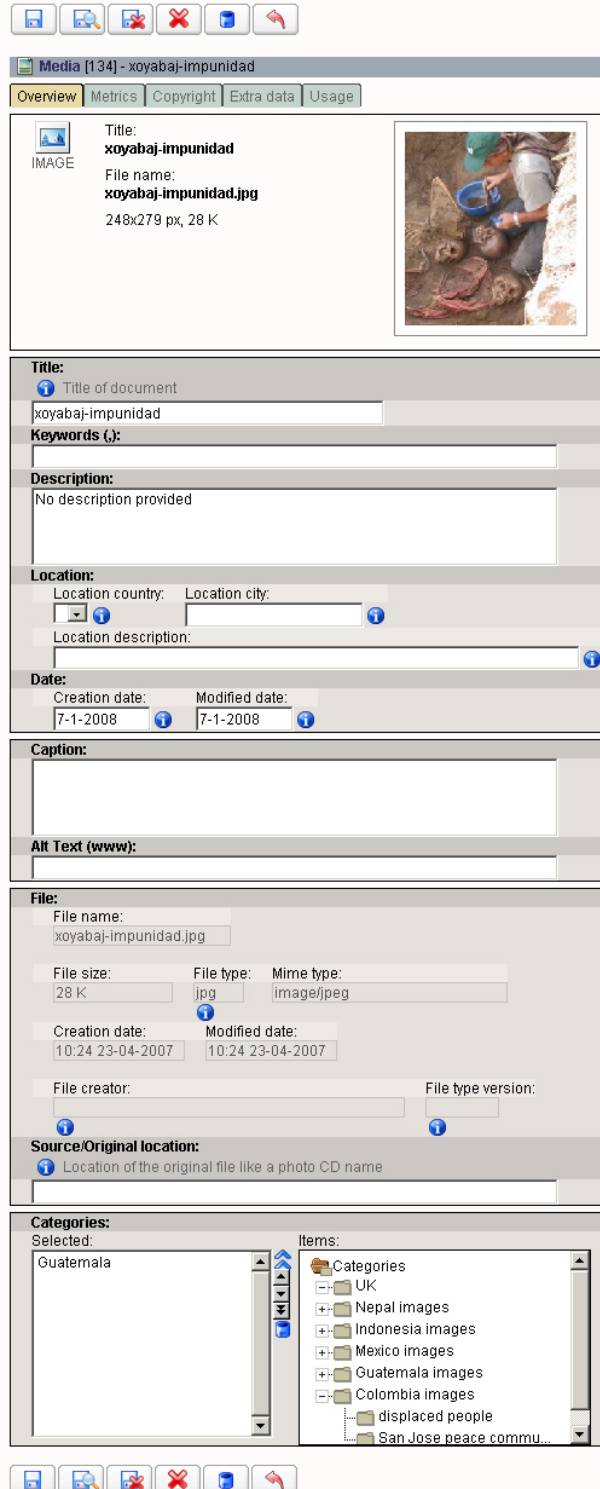 Media [134] - xoyabaj-impunidad
Overview Metrics Copyright Extra data Usage
IMAGE
Title:
xoyabaj-impunidad
File name:
xoyabaj-impunidad.jpg
248x279 px, 28 K
Title:
Title of document
xoyabaj-impunidad
Keywords (,):
Description:
No description provided
Location:
Location country: Location city:
Location description:
Date:
Creation date: Modified date:
7-1-2008 7-1-2008
Caption:
Alt Text (www):
File:
File name:
xoyabaj-impunidad.jpg
File size: File type: Mime type:
28 K jpg image/jpeg
Creation date: Modified date:
10:24 23-04-2007 10:24 23-04-2007
File creator: File type version:
Source/Original location:
Location of the original file like a photo CD name
Categories:
Selected: Items:
Guatemala
Categories
UK
Nepal images
Indonesia images
Mexico images
Guatemala images
Colombia images
displaced people
San Jose peace commu...